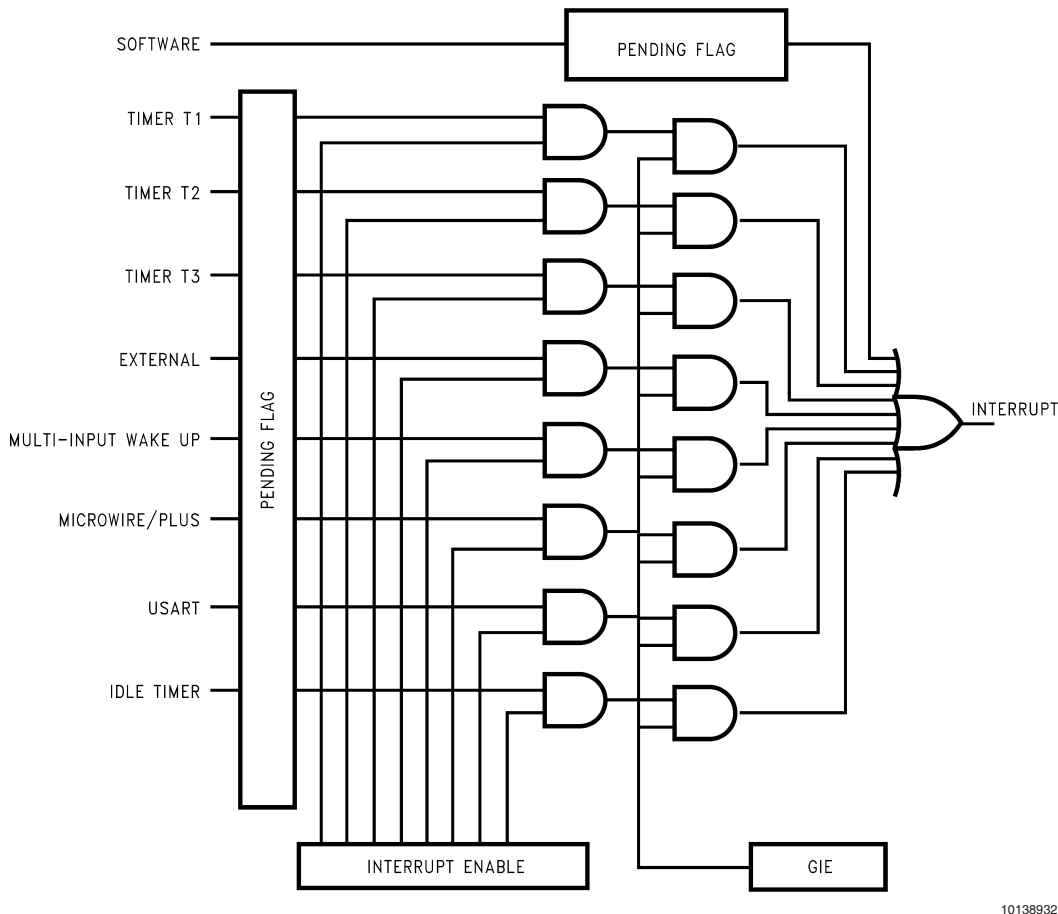 SOFTWARE
PENDING FLAG
TIMER T1
TIMER T2
TIMER T3
EXTERNAL
MULTI-INPUT WAKE UP
MICROWIRE/PLUS
USART
IDLE TIMER
PENDING FLAG
INTERRUPT
INTERRUPT ENABLE
GIE
10138932